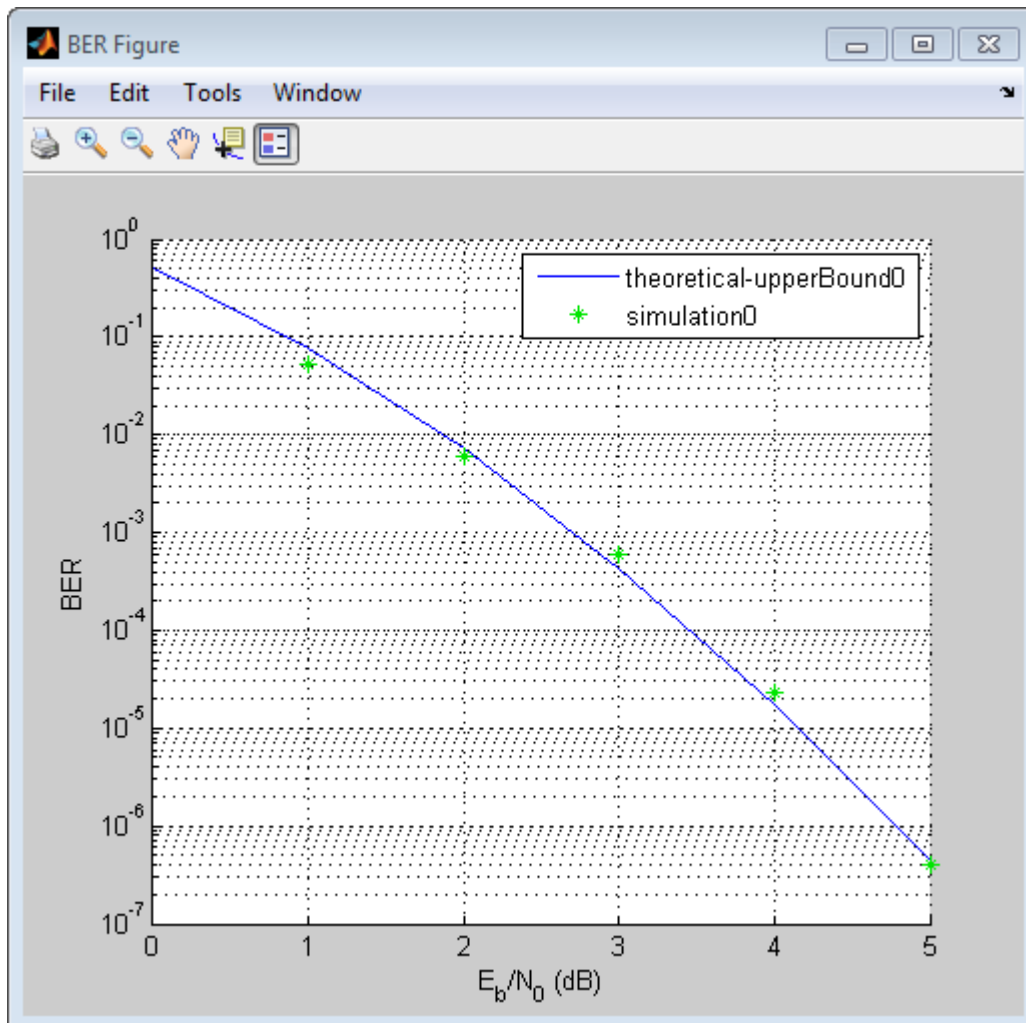 BER Figure
File Edit Tools Window
10^0
10^-1
10^-2
10^-3
10^-4
10^-5
10^-6
10^-7
BER
theoretical-upperBound0
simulation0
0 1 2 3 4 5
E_b/N_0 (dB)